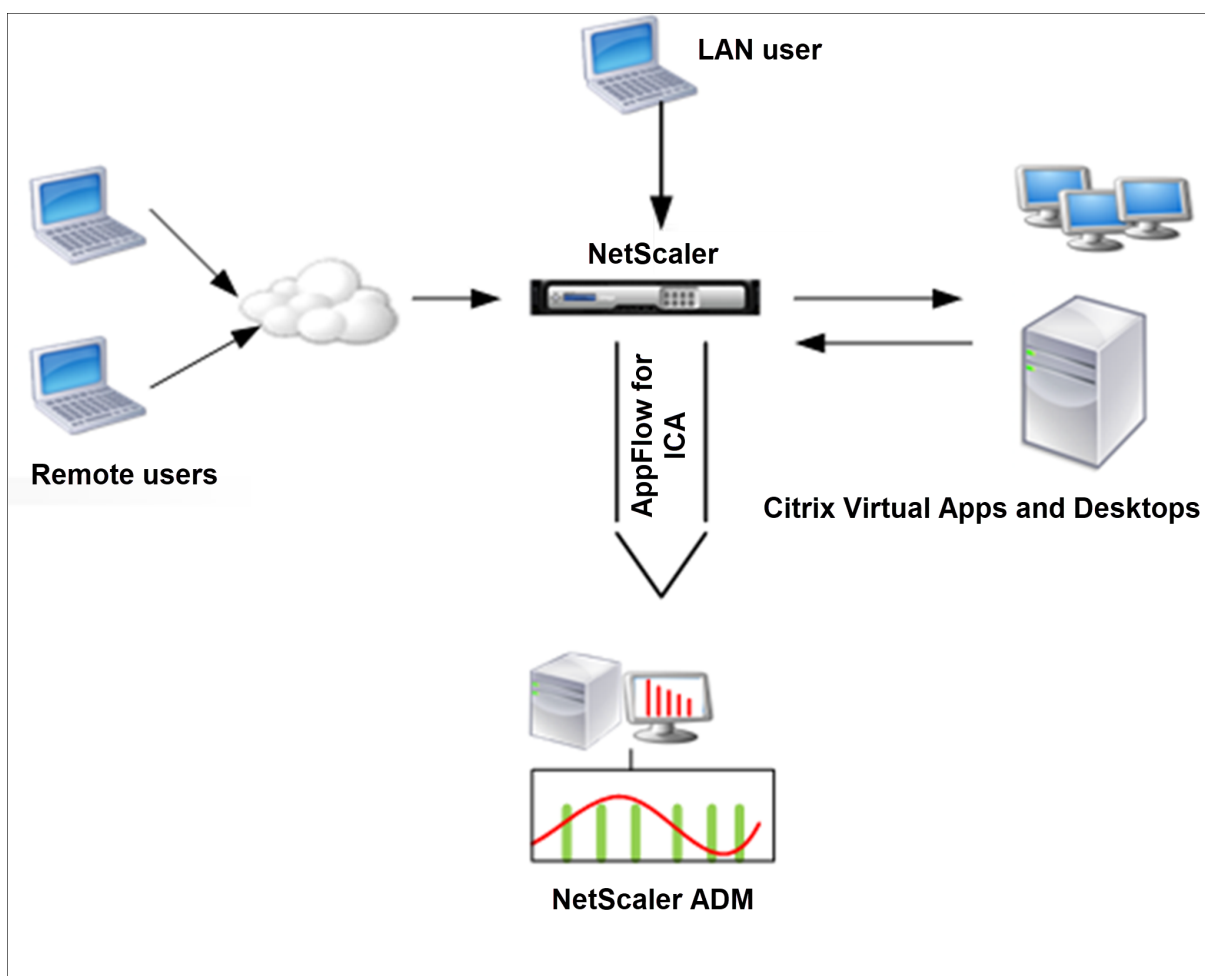 LAN user
NetScaler
Remote users
AppFlow for
ICA
Citrix Virtual Apps and Desktops
NetScaler ADM